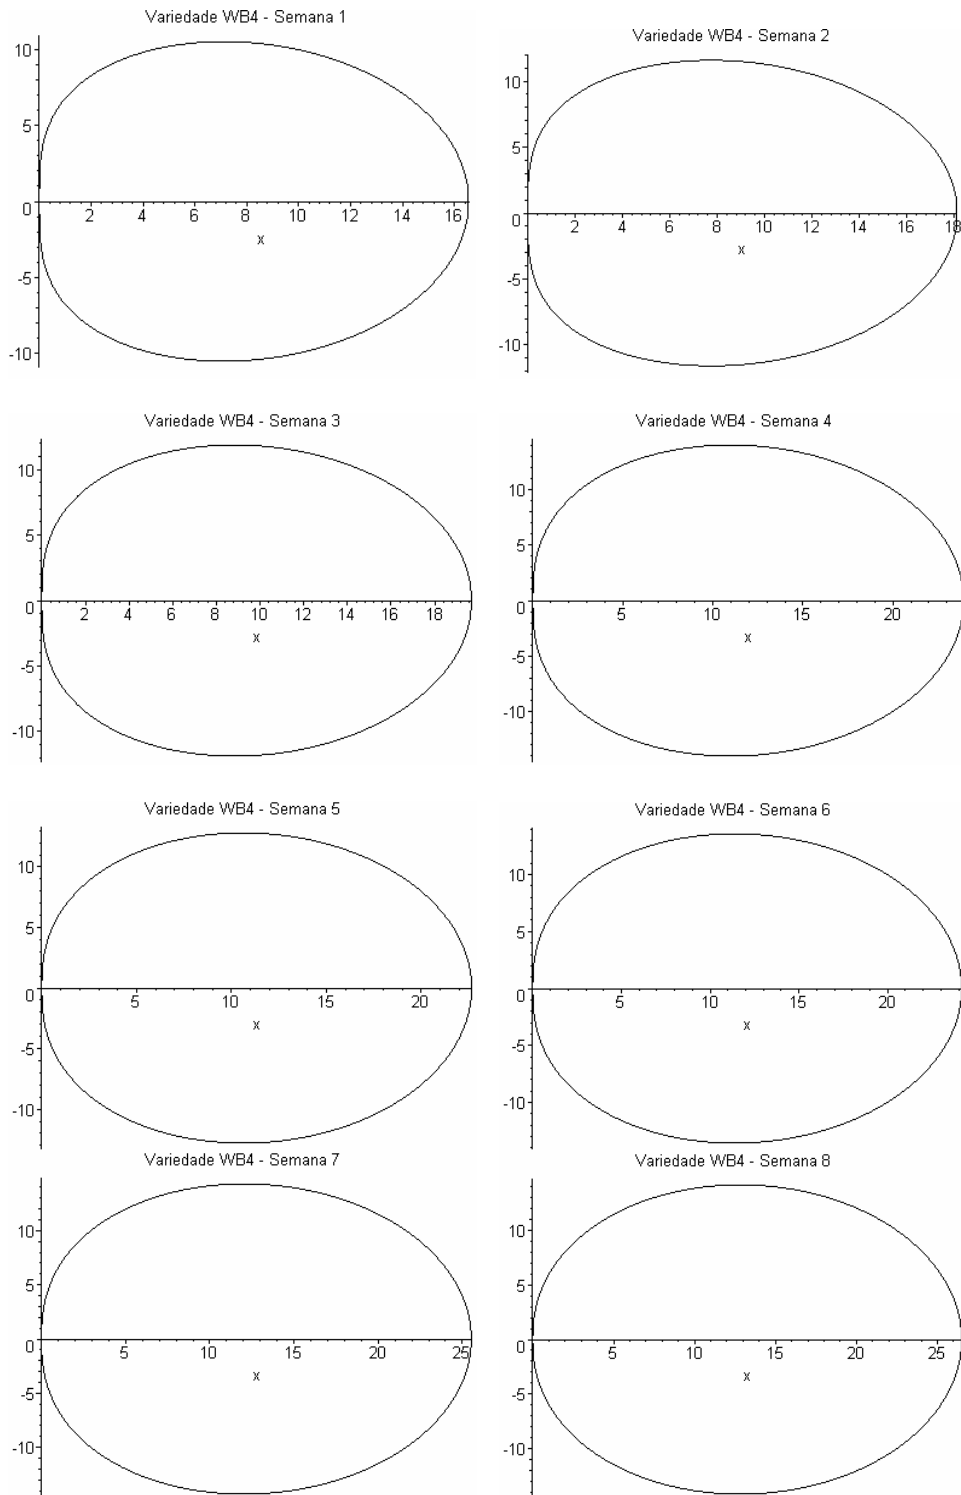 Variedade WB4 - Semana 1
10
5
0
-5
-10
2 4 6 8 10 12 14 16
x
Variedade WB4 - Semana 2
10
5
0
-5
-10
2 4 6 8 10 12 14 16 18
x
Variedade WB4 - Semana 3
10
5
0
-5
-10
2 4 6 8 10 12 14 16 18
x
Variedade WB4 - Semana 4
10
5
0
-5
-10
5 10 15 20
x
Variedade WB4 - Semana 5
10
5
0
-5
-10
5 10 15 20
x
Variedade WB4 - Semana 6
10
5
0
-5
-10
5 10 15 20
x
Variedade WB4 - Semana 7
10
5
0
-5
-10
5 10 15 20 25
x
Variedade WB4 - Semana 8
10
5
0
-5
-10
5 10 15 20 25
x